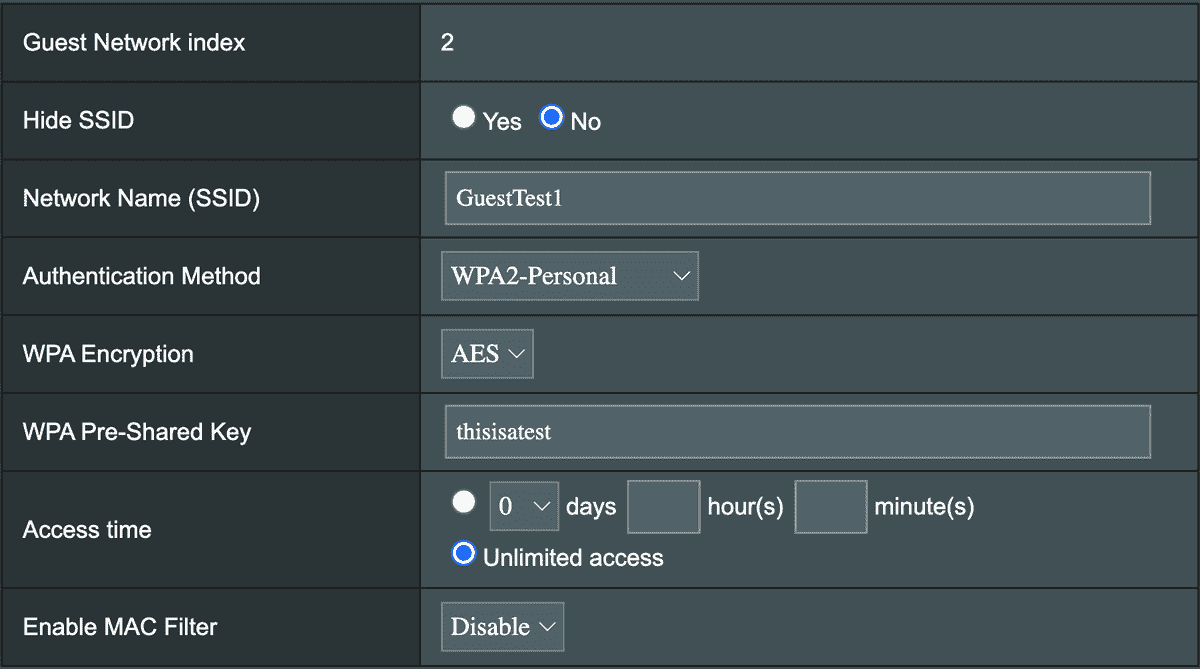 Guest Network index 2
Hide SSID Yes No
Network Name (SSID) GuestTest1
Authentication Method WPA2-Personal
WPA Encryption AES
WPA Pre-Shared Key thisisatest
Access time 0 days hour(s) minute(s)
Unlimited access
Enable MAC Filter Disable